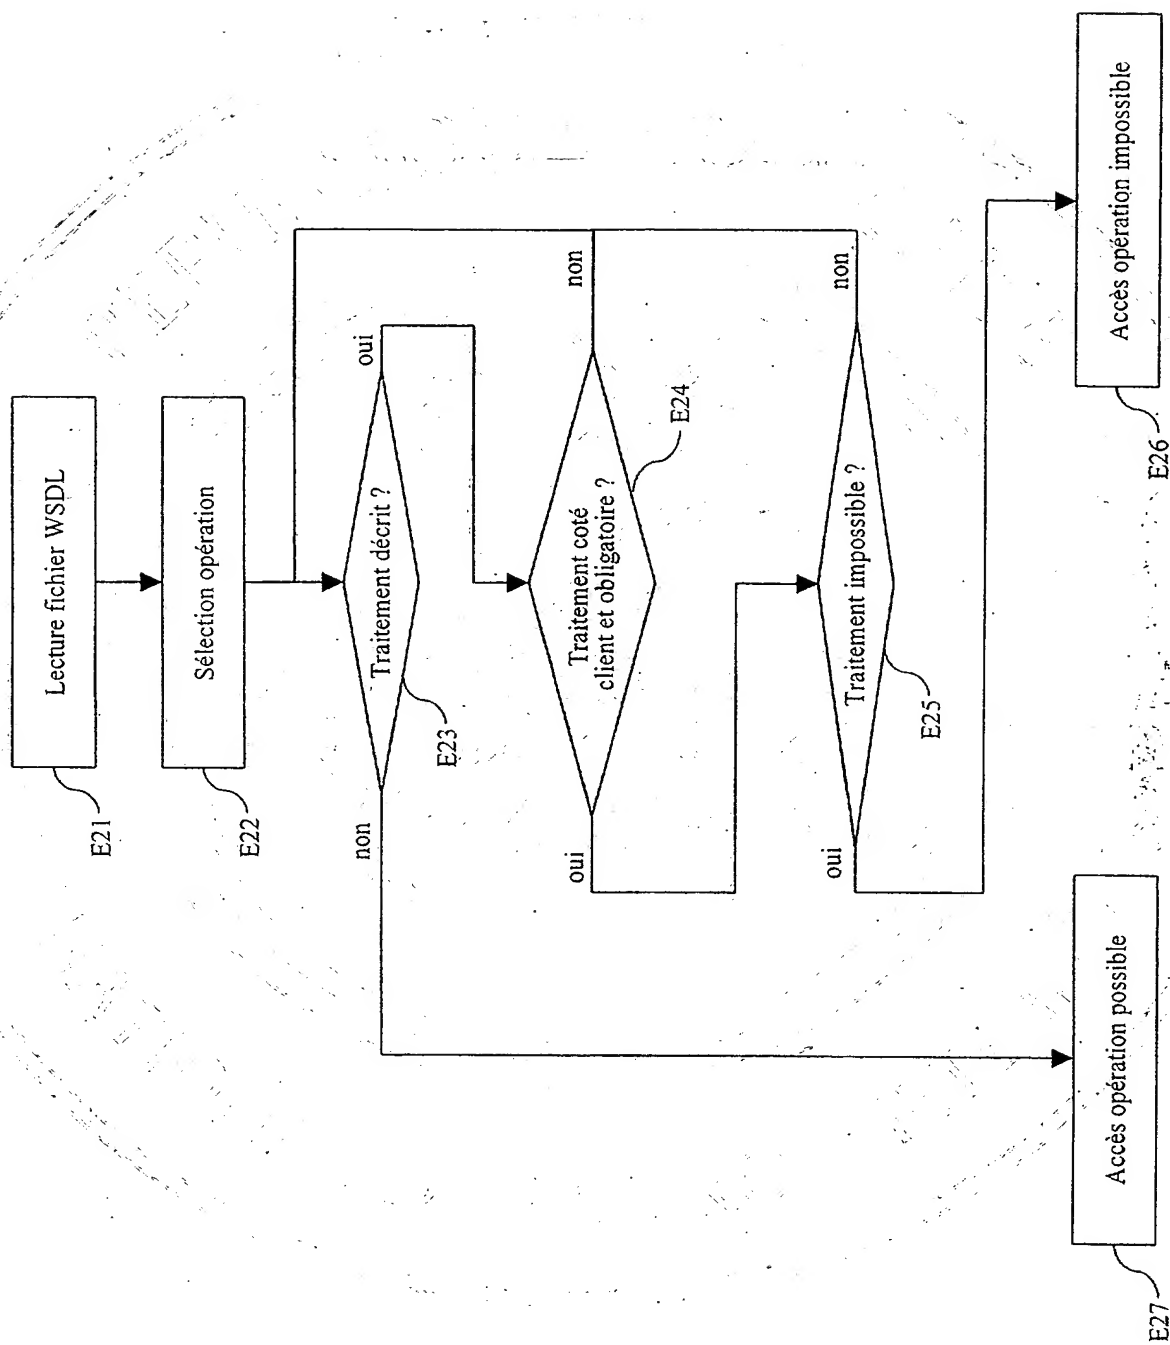 Lecture fichier WSDL
E21
Sélection opération
E22
Traitement décrit ?
E23
non
oui
Traitement coté
client et obligatoire ?
E24
oui
non
Traitement impossible ?
E25
oui
non
Accès opération possible
E27
Accès opération impossible
E26